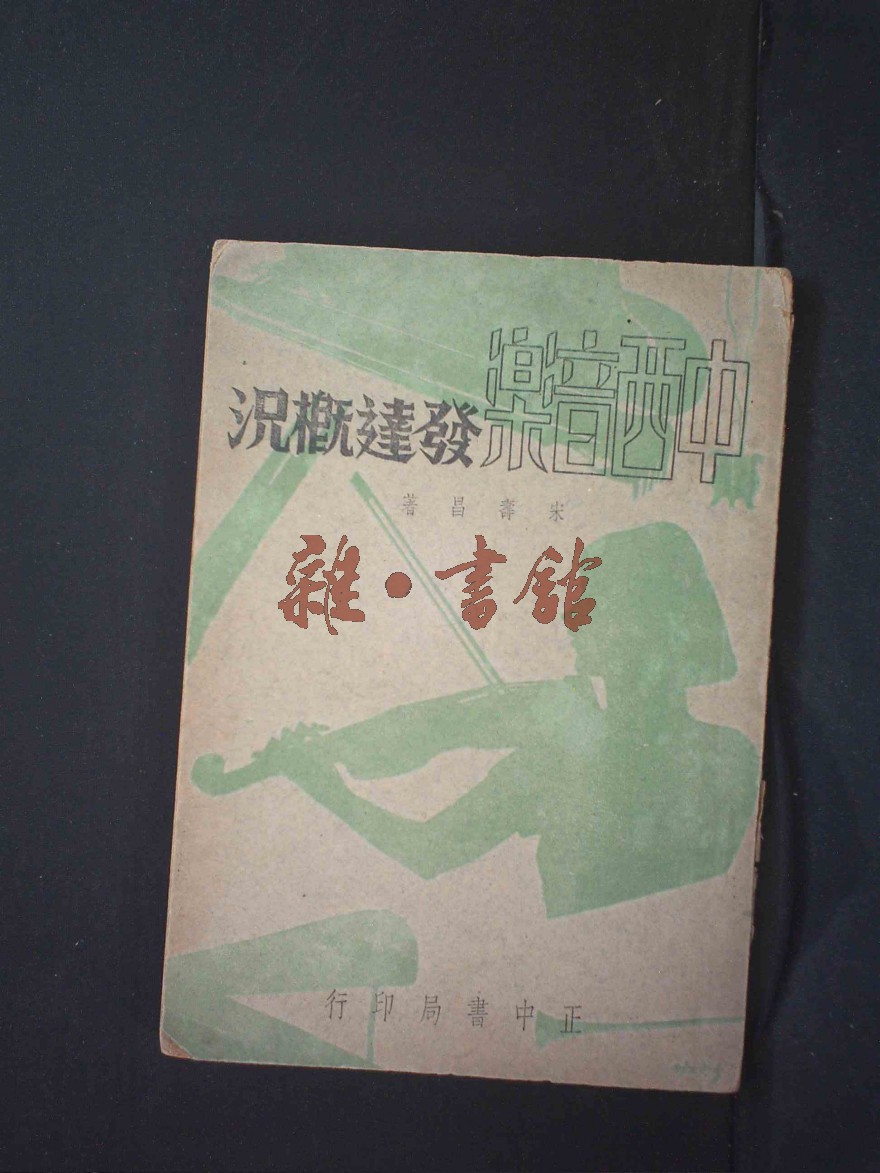 中西音樂發達概況
宋壽昌著
雜·書館
正中書局印行